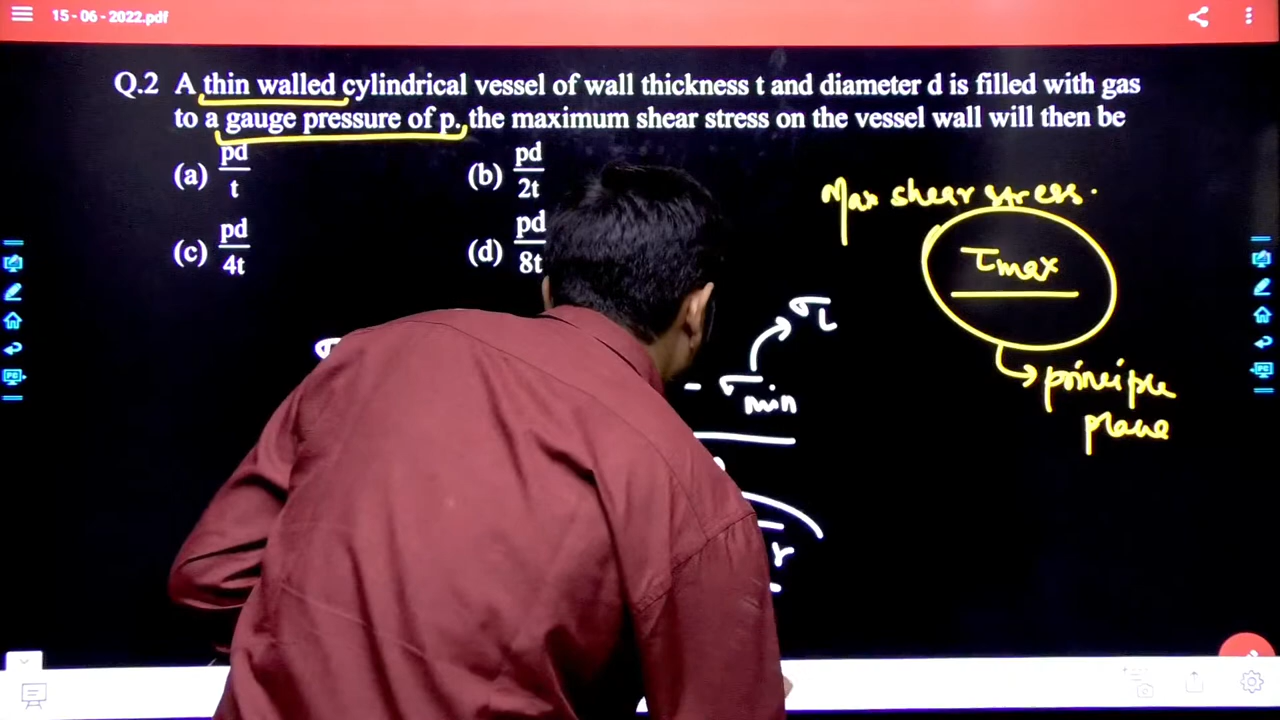 15 - 06 - 2022.pdf
Q.2 A thin walled cylindrical vessel of wall thickness t and diameter d is filled with gas
to a gauge pressure of p. the maximum shear stress on the vessel wall will then be
(a) pd/t (b) pd/2t
(c) pd/4t (d) pd/8t
Max shear stress.
τmax
σL
- σmin
principle
plane